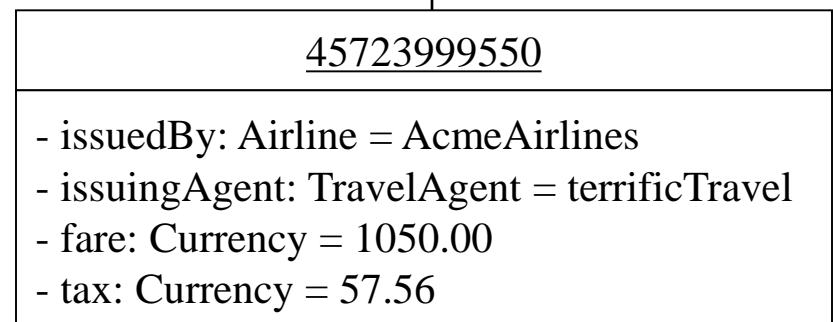 45723999550
- issuedBy: Airline = AcmeAirlines
- issuingAgent: TravelAgent = terrificTravel
- fare: Currency = 1050.00
- tax: Currency = 57.56